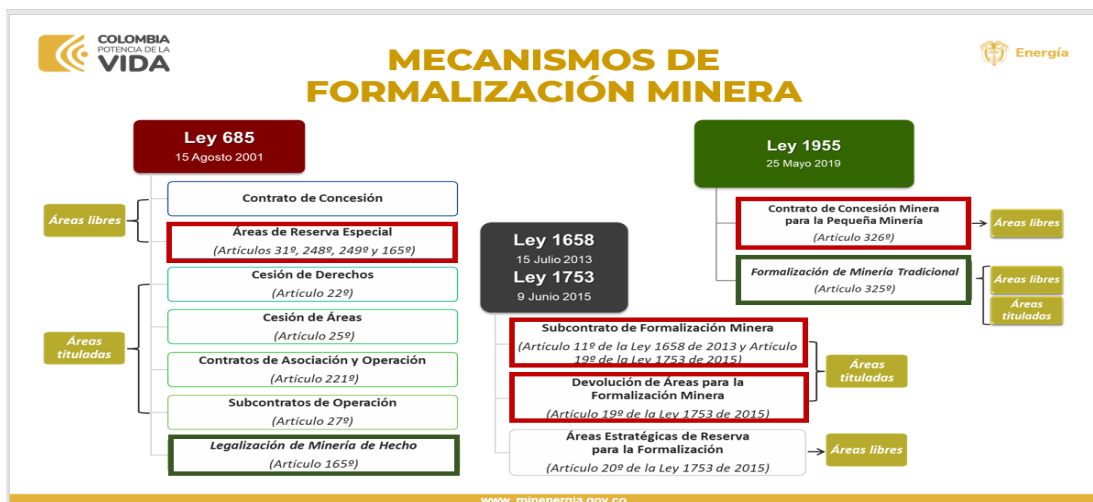 COLOMBIA
POTENCIA DE LA
VIDA
MECANISMOS DE
FORMALIZACIÓN MINERA
Energía
Ley 685
15 Agosto 2001
Áreas libres
Contrato de Concesión
Áreas de Reserva Especial
(Artículos 31º, 248º, 249º y 165º)
Áreas
tituladas
Cesión de Derechos
(Artículo 22º)
Cesión de Áreas
(Artículo 25º)
Contratos de Asociación y Operación
(Artículo 221º)
Subcontratos de Operación
(Artículo 27º)
Legalización de Minería de Hecho
(Artículo 165º)
Ley 1658
15 Julio 2013
Ley 1753
9 Junio 2015
Subcontrato de Formalización Minera
(Artículo 11º de la Ley 1658 de 2013 y Artículo
19º de la Ley 1753 de 2015)
Devolución de Áreas para la
Formalización Minera
(Artículo 19º de la Ley 1753 de 2015)
Áreas
tituladas
Áreas Estratégicas de Reserva
para la Formalización
(Artículo 20º de la Ley 1753 de 2015)
Áreas libres
Ley 1955
25 Mayo 2019
Contrato de Concesión Minera
para la Pequeña Minería
(Artículo 326º)
Áreas libres
Formalización de Minería Tradicional
(Artículo 325º)
Áreas libres
Áreas
tituladas
www. minenergia.gov.co